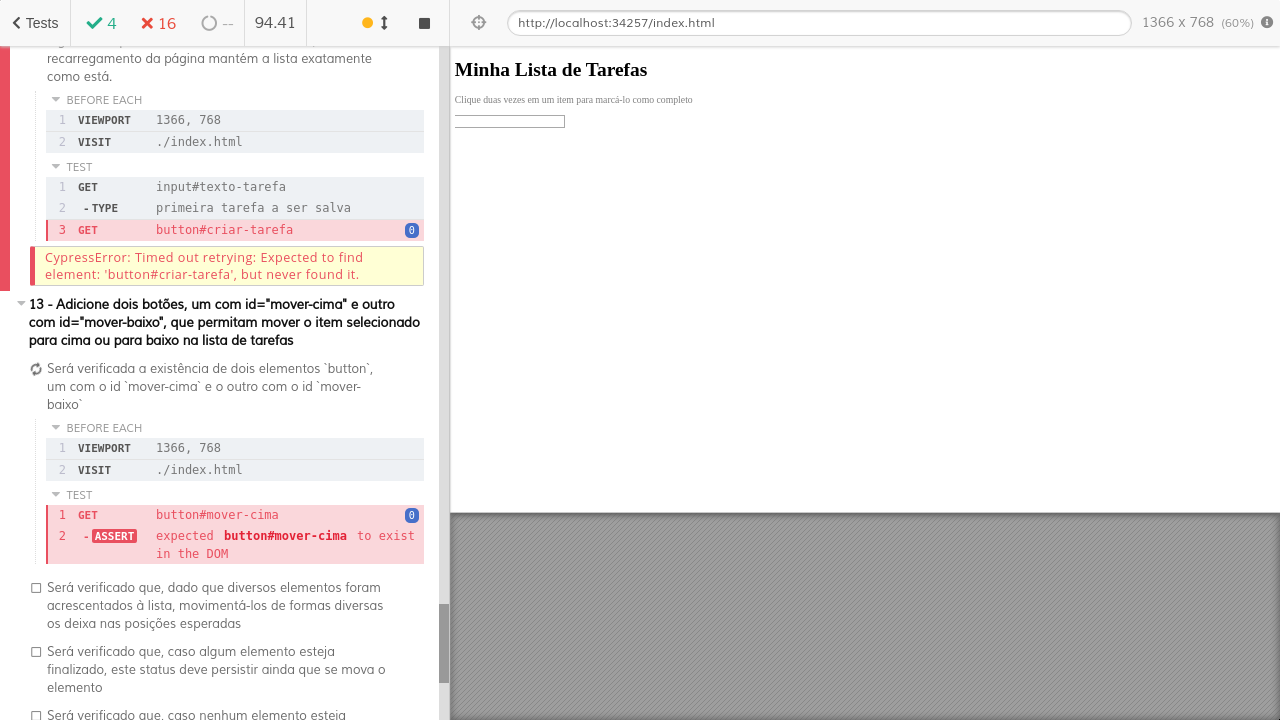 Tests
4
16
--
94.41
http://localhost:34257/index.html
1366 x 768 (60%)
recarregamento da página mantém a lista exatamente
como está.
BEFORE EACH
1 VIEWPORT 1366, 768
2 VISIT ./index.html
TEST
1 GET input#texto-tarefa
2 -TYPE primeira tarefa a ser salva
3 GET button#criar-tarefa 0
CypressError: Timed out retrying: Expected to find
element: 'button#criar-tarefa', but never found it.
13 - Adicione dois botões, um com id="mover-cima" e outro
com id="mover-baixo", que permitam mover o item selecionado
para cima ou para baixo na lista de tarefas
Será verificada a existência de dois elementos `button`,
um com o id `mover-cima` e o outro com o id `mover-
baixo`
BEFORE EACH
1 VIEWPORT 1366, 768
2 VISIT ./index.html
TEST
1 GET button#mover-cima 0
2 -ASSERT expected button#mover-cima to exist
in the DOM
Será verificado que, dado que diversos elementos foram
acrescentados à lista, movimentá-los de formas diversas
os deixa nas posições esperadas
Será verificado que, caso algum elemento esteja
finalizado, este status deve persistir ainda que se mova o
elemento
Será verificado que, caso nenhum elemento esteja
Minha Lista de Tarefas
Clique duas vezes em um item para marcá-lo como completo